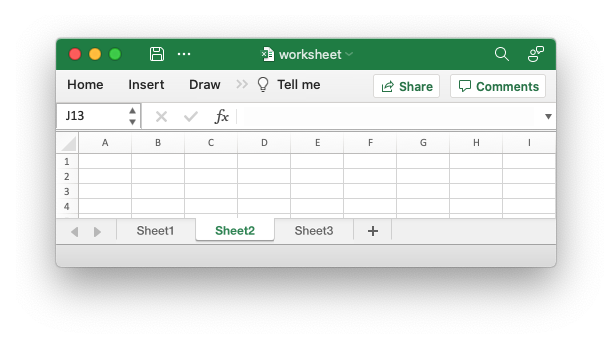 worksheet
Home Insert Draw Tell me Share Comments
J13 fx
A B C D E F G H I
1
2
3
4
Sheet1 Sheet2 Sheet3 +